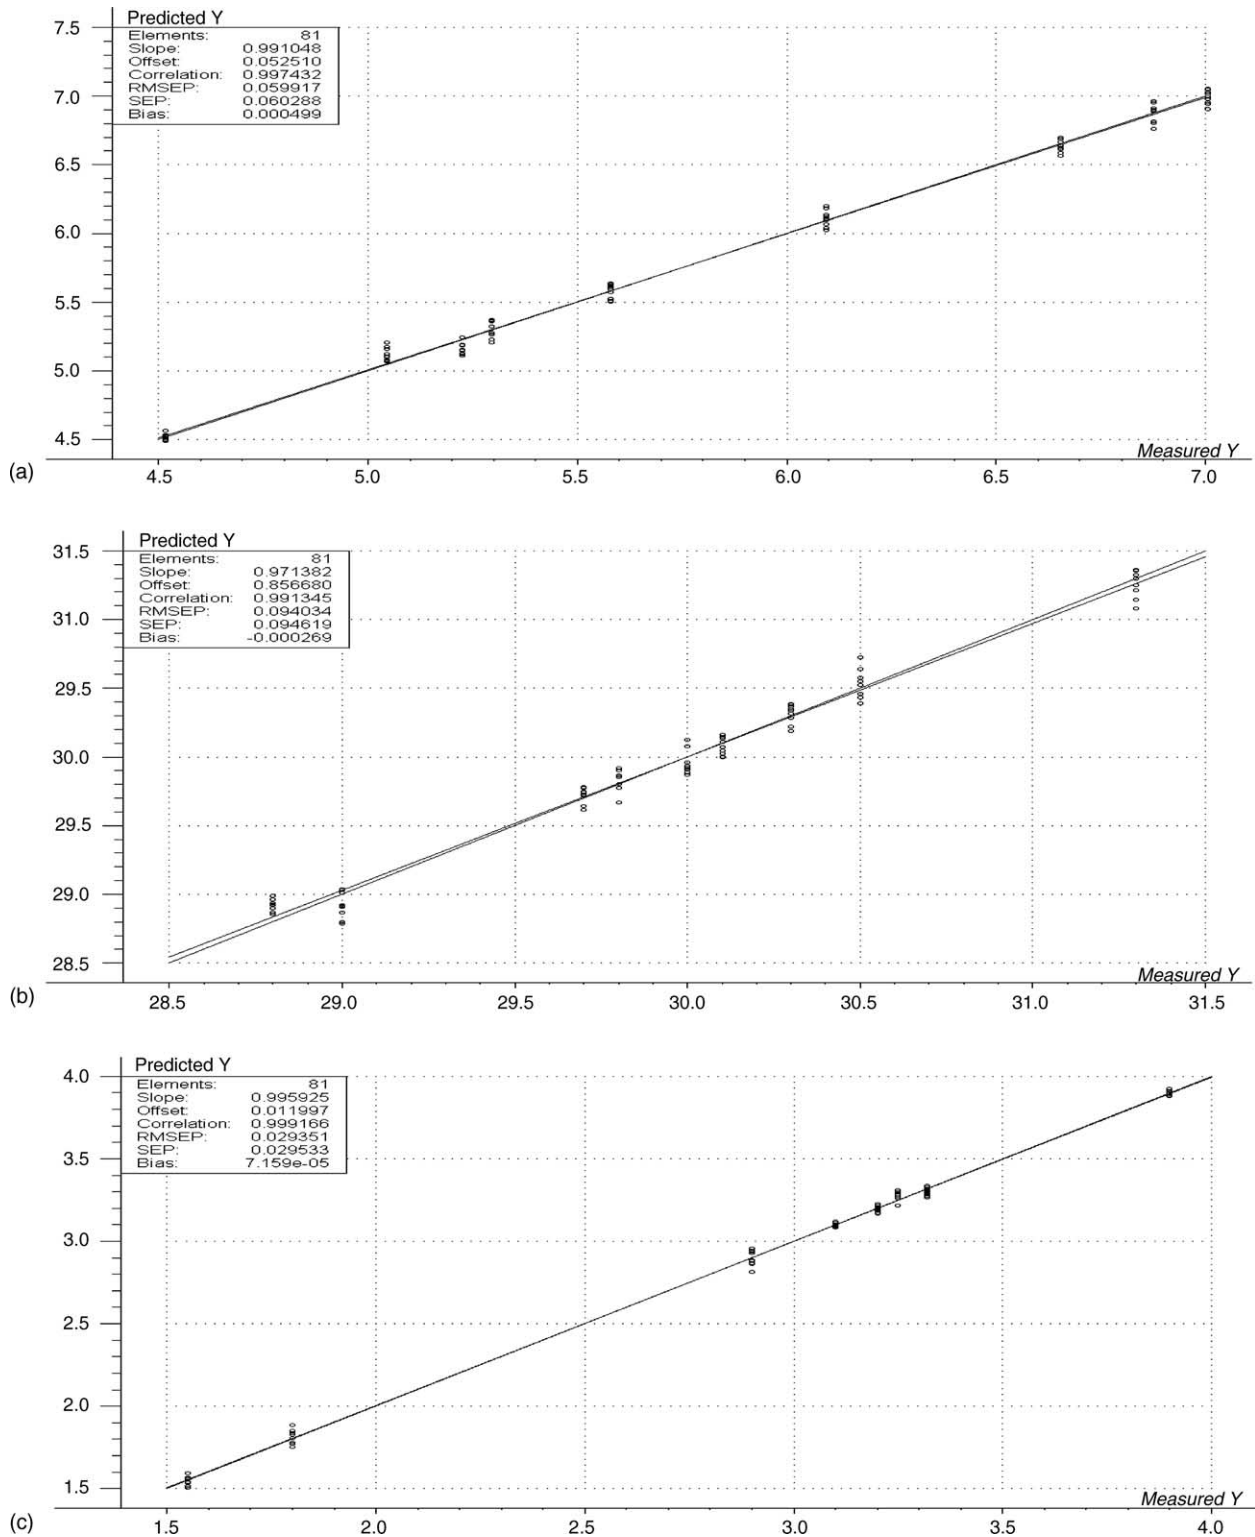 Predicted Y
7.5
Elements: 81
Slope: 0.991048
Offset: 0.052510
Correlation: 0.997432
RMSEP: 0.059917
SEP: 0.060288
Bias: 0.000499
7.0
6.5
6.0
5.5
5.0
4.5
Measured Y
(a)
4.5 5.0 5.5 6.0 6.5 7.0
Predicted Y
31.5
Elements: 81
Slope: 0.971382
Offset: 0.856680
Correlation: 0.991345
RMSEP: 0.094034
SEP: 0.094619
Bias: -0.000269
31.0
29.5
30.0
29.5
29.0
28.5
Measured Y
(b)
28.5 29.0 29.5 30.0 30.5 31.0 31.5
Predicted Y
4.0
Elements: 81
Slope: 0.995925
Offset: 0.011997
Correlation: 0.999166
RMSEP: 0.029351
SEP: 0.029533
Bias: 7.159e-05
3.5
3.0
2.5
2.0
1.5
Measured Y
(c)
1.5 2.0 2.5 3.0 3.5 4.0